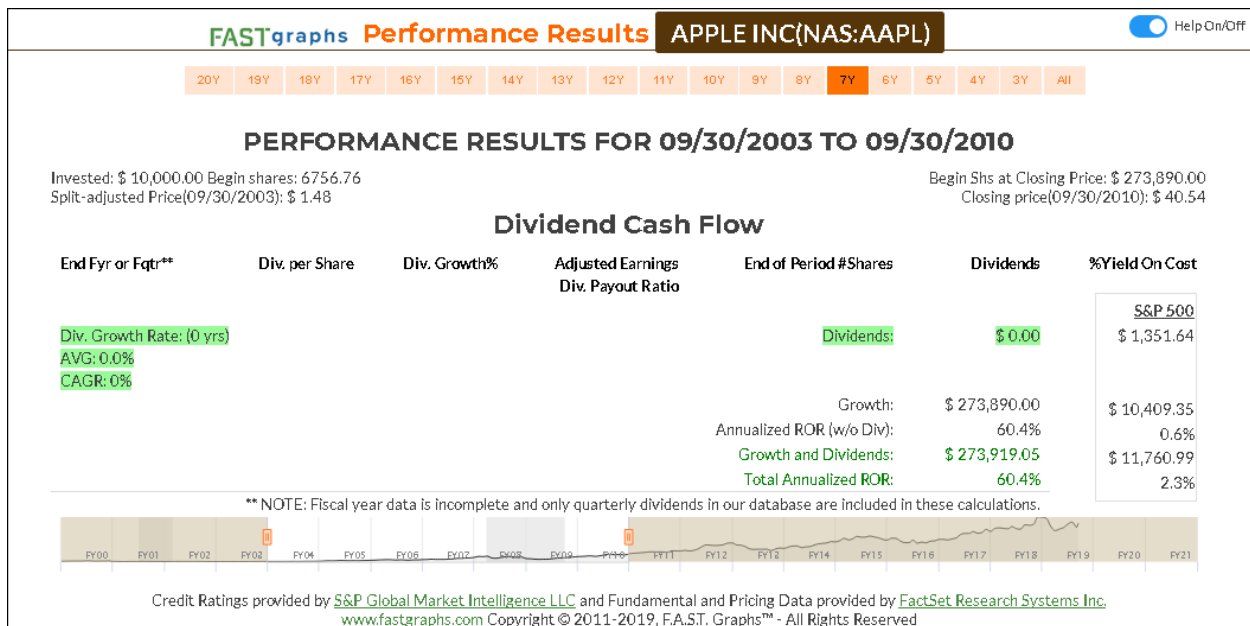 FASTgraphs Performance Results APPLE INC(NAS:AAPL) Help On/Off
20Y 19Y 18Y 17Y 16Y 15Y 14Y 13Y 12Y 11Y 10Y 9Y 8Y 7Y 6Y 5Y 4Y 3Y All
PERFORMANCE RESULTS FOR 09/30/2003 TO 09/30/2010
Invested: $ 10,000.00 Begin shares: 6756.76 Begin Shs at Closing Price: $ 273,890.00
Split-adjusted Price(09/30/2003): $ 1.48 Closing price(09/30/2010): $ 40.54
Dividend Cash Flow
End Fyr or Fqtr** Div. per Share Div. Growth% Adjusted Earnings End of Period #Shares Dividends %Yield On Cost
Div. Payout Ratio
S&P 500
Div. Growth Rate: (0 yrs) Dividends: $ 0.00 $ 1,351.64
AVG: 0.0%
CAGR: 0%
Growth: $ 273,890.00 $ 10,409.35
Annualized ROR (w/o Div): 60.4% 0.6%
Growth and Dividends: $ 273,919.05 $ 11,760.99
Total Annualized ROR: 60.4% 2.3%
** NOTE: Fiscal year data is incomplete and only quarterly dividends in our database are included in these calculations.
FY00 FY01 FY02 FY03 FY04 FY05 FY06 FY07 FY08 FY09 FY10 FY11 FY12 FY13 FY14 FY15 FY16 FY17 FY18 FY19 FY20 FY21
Credit Ratings provided by S&P Global Market Intelligence LLC and Fundamental and Pricing Data provided by FactSet Research Systems Inc.
www.fastgraphs.com Copyright © 2011-2019, F.A.S.T. Graphs™ - All Rights Reserved